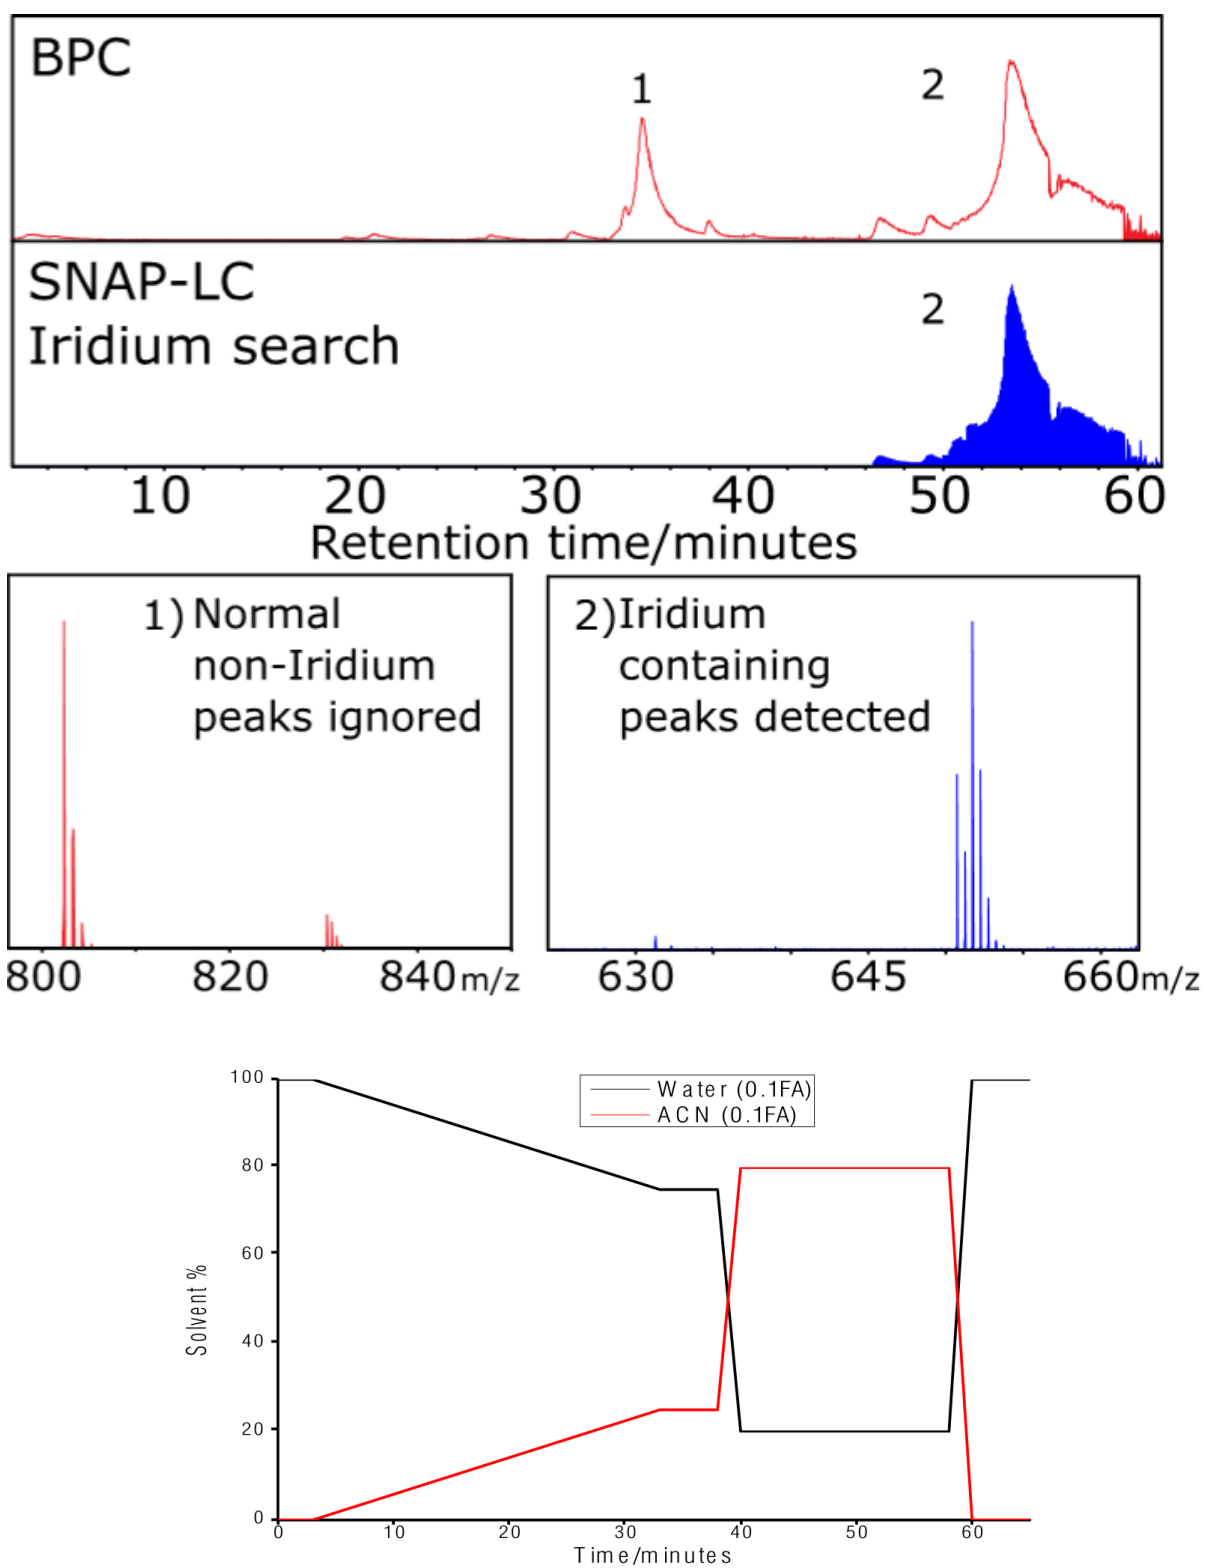 BPC
1
2
SNAP-LC
Iridium search
2
10 20 30 40 50 60
Retention time/minutes
1) Normal
non-Iridium
peaks ignored
800 820 840 m/z
2) Iridium
containing
peaks detected
630 645 660 m/z
Water (0.1FA)
ACN (0.1FA)
100
80
60
40
20
0
Solvent %
0 10 20 30 40 50 60
Time/minutes